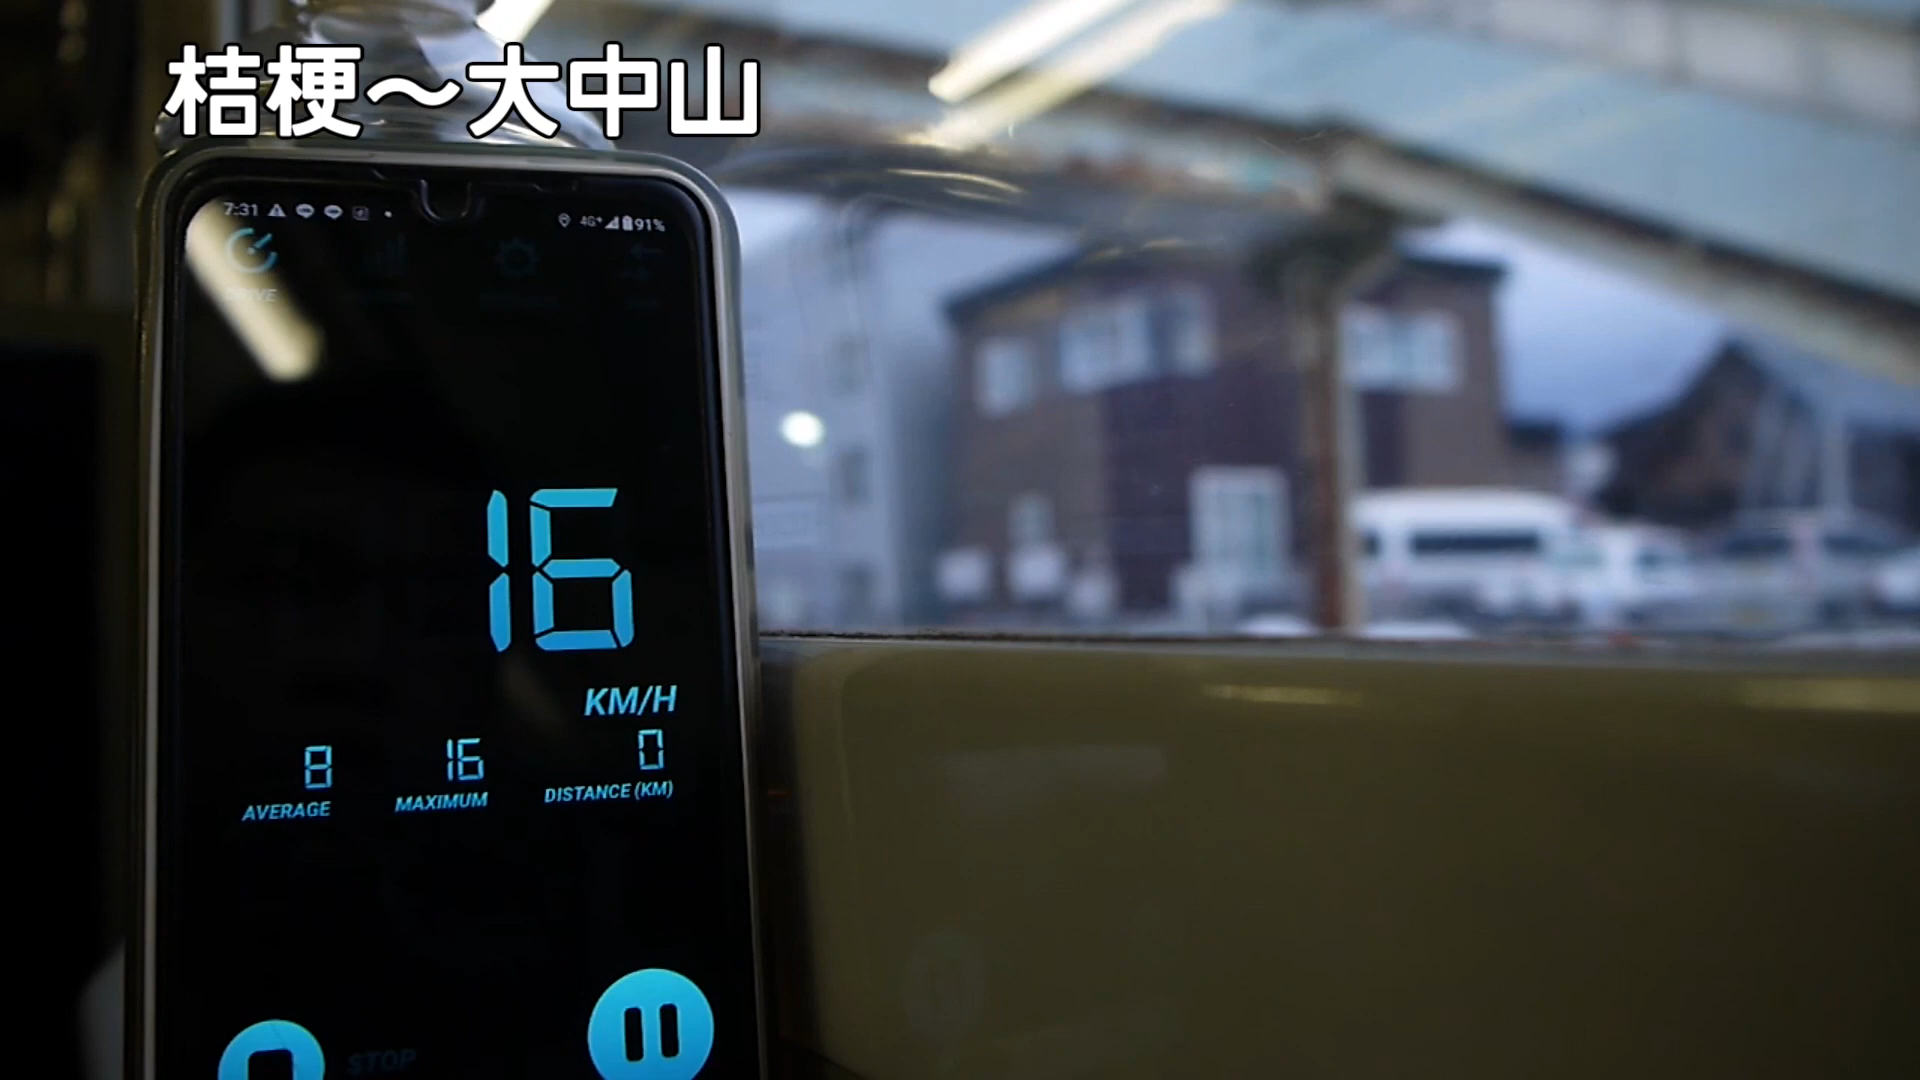 桔梗〜大中山
7:31
4G+ 91%
DRIVE
16
KM/H
8 16 0
AVERAGE MAXIMUM DISTANCE (KM)
STOP